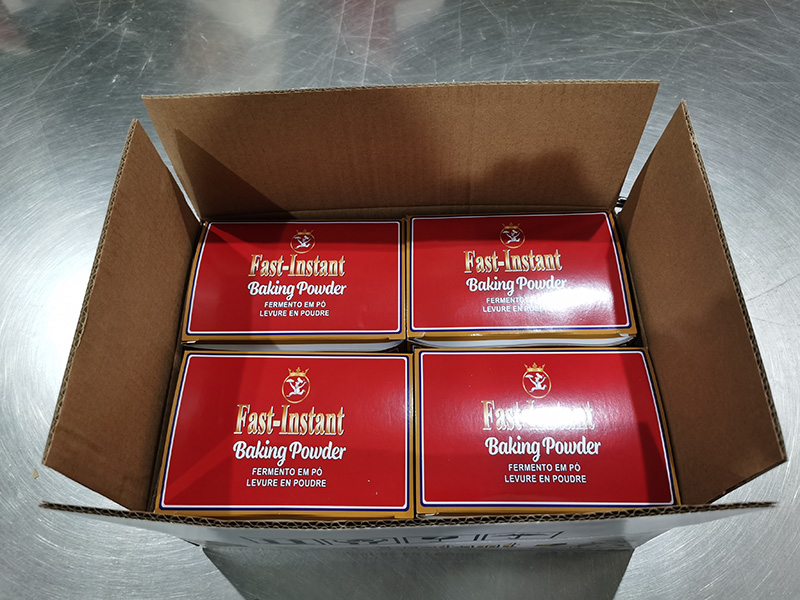 Fast-Instant
Baking Powder
FERMENTO EM PÓ
LEVURE EN POUDRE
Fast-Instant
Baking Powder
FERMENTO EM PÓ
LEVURE EN POUDRE
Fast-Instant
Baking Powder
FERMENTO EM PÓ
LEVURE EN POUDRE
Fast-Instant
Baking Powder
FERMENTO EM PÓ
LEVURE EN POUDRE